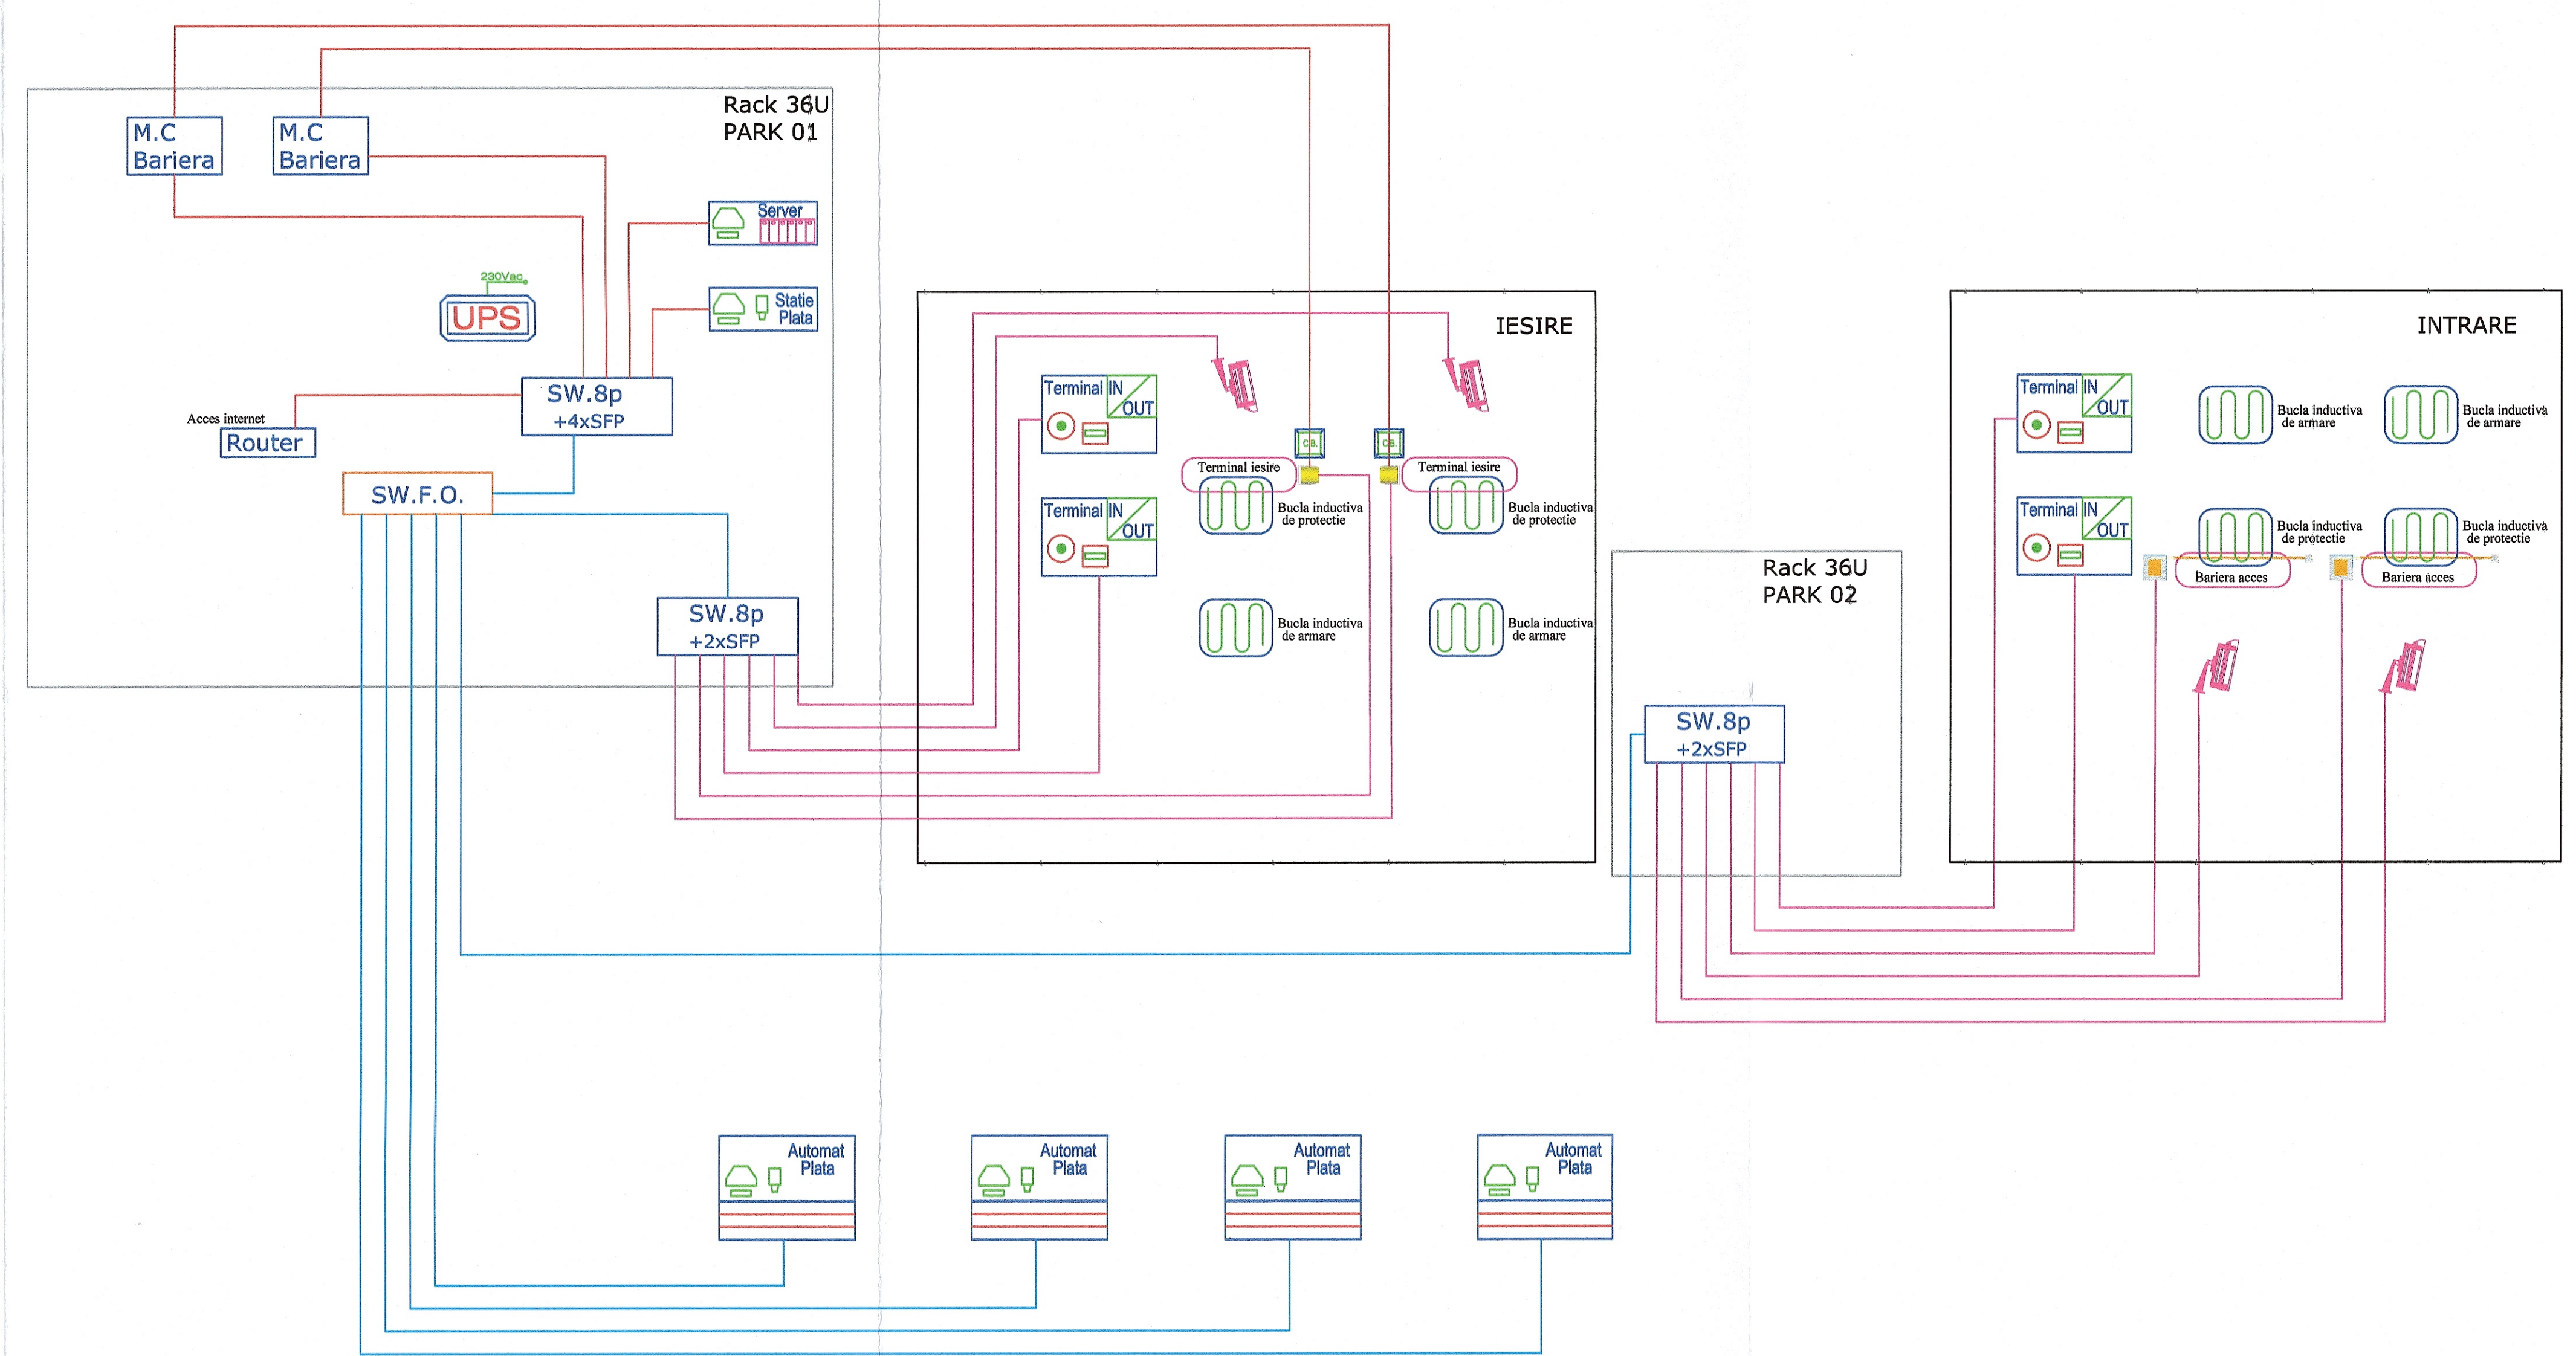 Rack 36U
PARK 01
M.C
Bariera
M.C
Bariera
Server
230Vac
UPS
Statie
Plata
SW.8p
+4xSFP
Acces internet
Router
SW.F.O.
SW.8p
+2xSFP
IESIRE
Terminal IN
OUT
C.B.
C.B.
Terminal iesire
Terminal iesire
Bucla inductiva
de protectie
Bucla inductiva
de protectie
Terminal IN
OUT
Bucla inductiva
de armare
Bucla inductiva
de armare
Rack 36U
PARK 02
SW.8p
+2xSFP
INTRARE
Terminal IN
OUT
Bucla inductiva
de armare
Bucla inductiva
de armare
Terminal IN
OUT
Bucla inductiva
de protectie
Bucla inductiva
de protectie
Bariera acces
Bariera acces
Automat
Plata
Automat
Plata
Automat
Plata
Automat
Plata